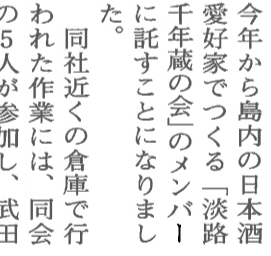 今年から島内の日本酒
愛好家でつくる「淡路
千年蔵の会」のメンバー
に託すことになりまし
た。
同社近くの倉庫で行
われた作業には、同会
の5人が参加し、武田